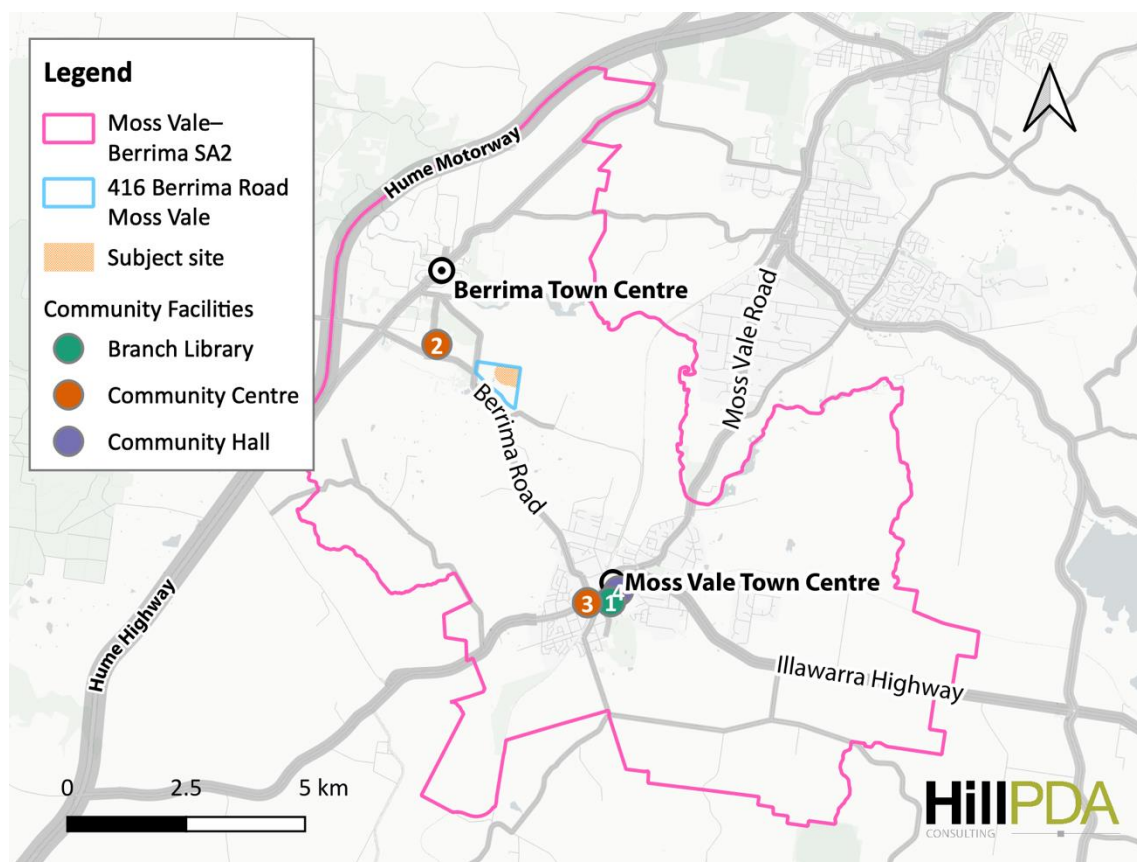 Legend
Moss Vale–
Berrima SA2
416 Berrima Road
Moss Vale
Subject site
Community Facilities
Branch Library
Community Centre
Community Hall
Hume Motorway
Berrima Town Centre
2
Moss Vale Road
Berrima Road
Moss Vale Town Centre
4
3
1
Illawarra Highway
Hume Highway
0 2.5 5 km
HillPDA
CONSULTING